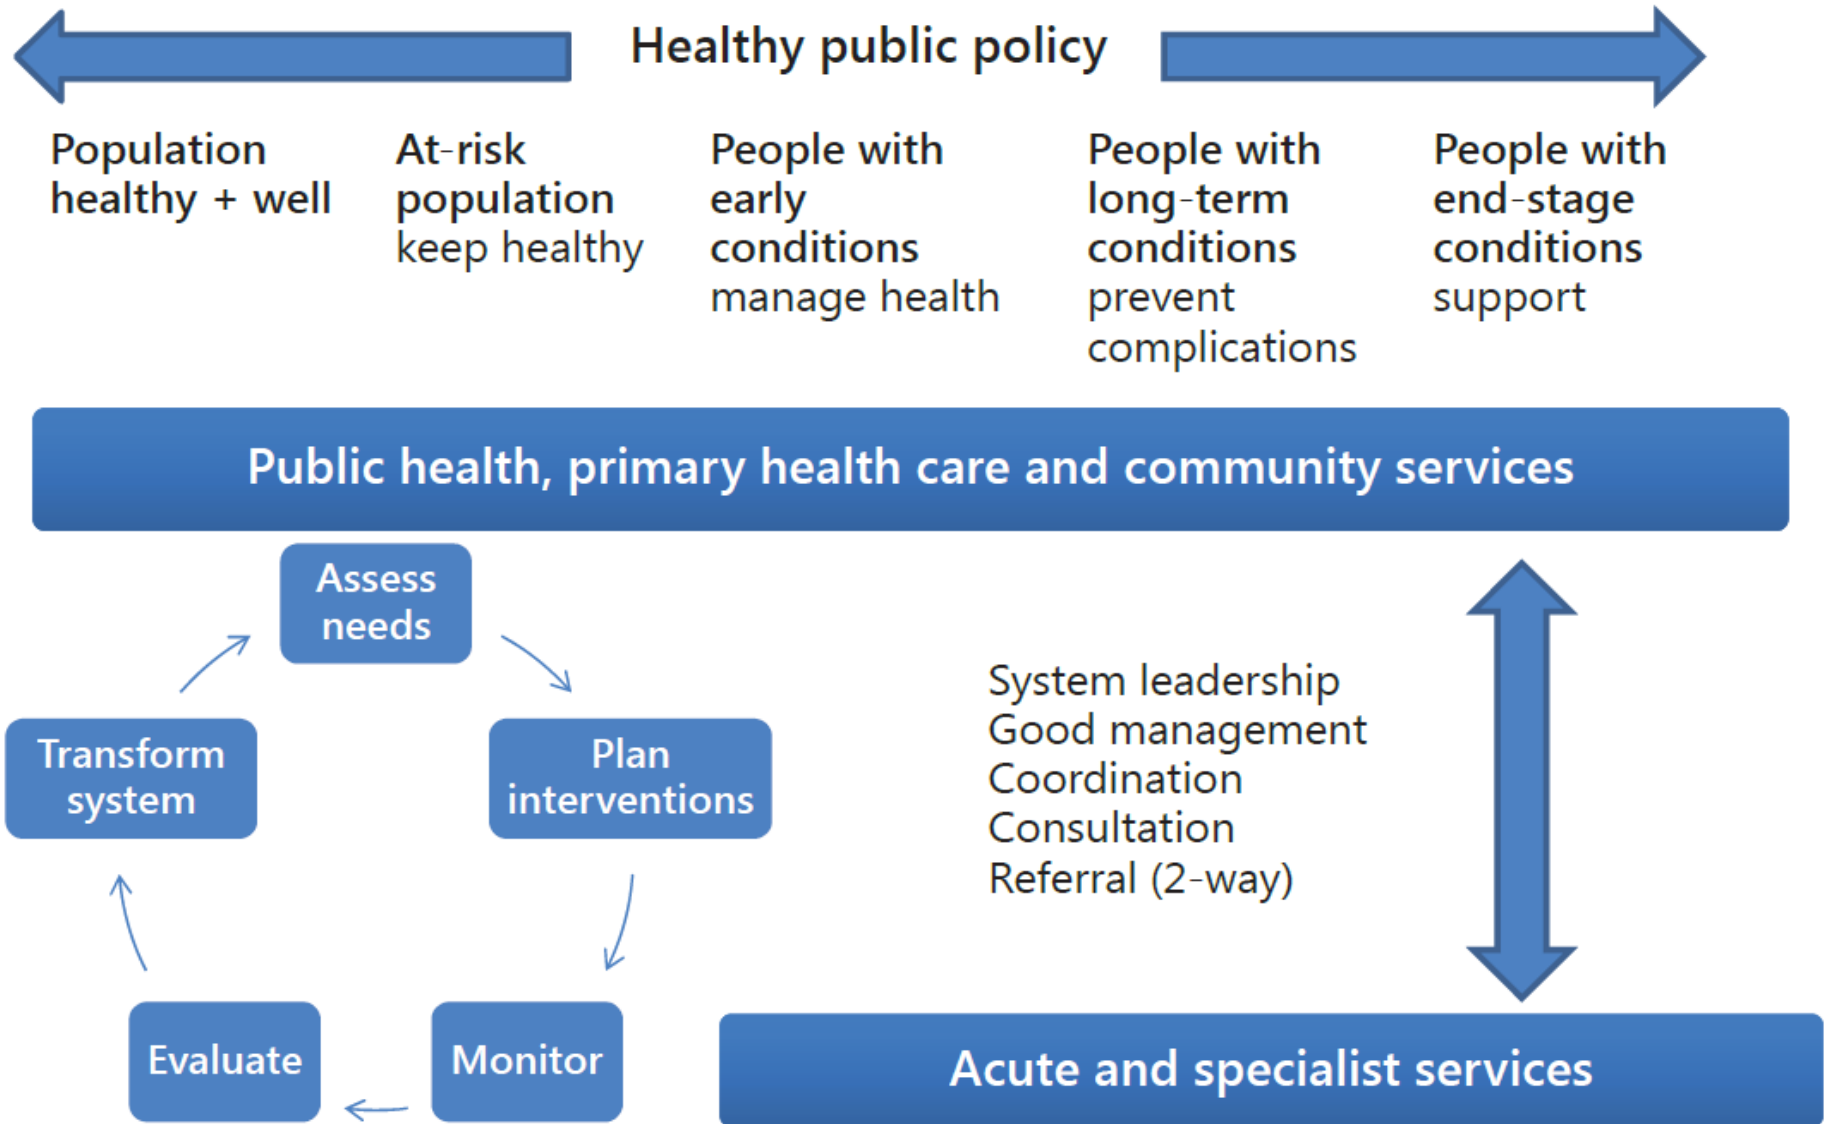 Healthy public policy
Population
healthy + well
At-risk
population
keep healthy
People with
early
conditions
manage health
People with
long-term
conditions
prevent
complications
People with
end-stage
conditions
support
Public health, primary health care and community services
Assess
needs
Plan
interventions
Monitor
Evaluate
Transform
system
System leadership
Good management
Coordination
Consultation
Referral (2-way)
Acute and specialist services